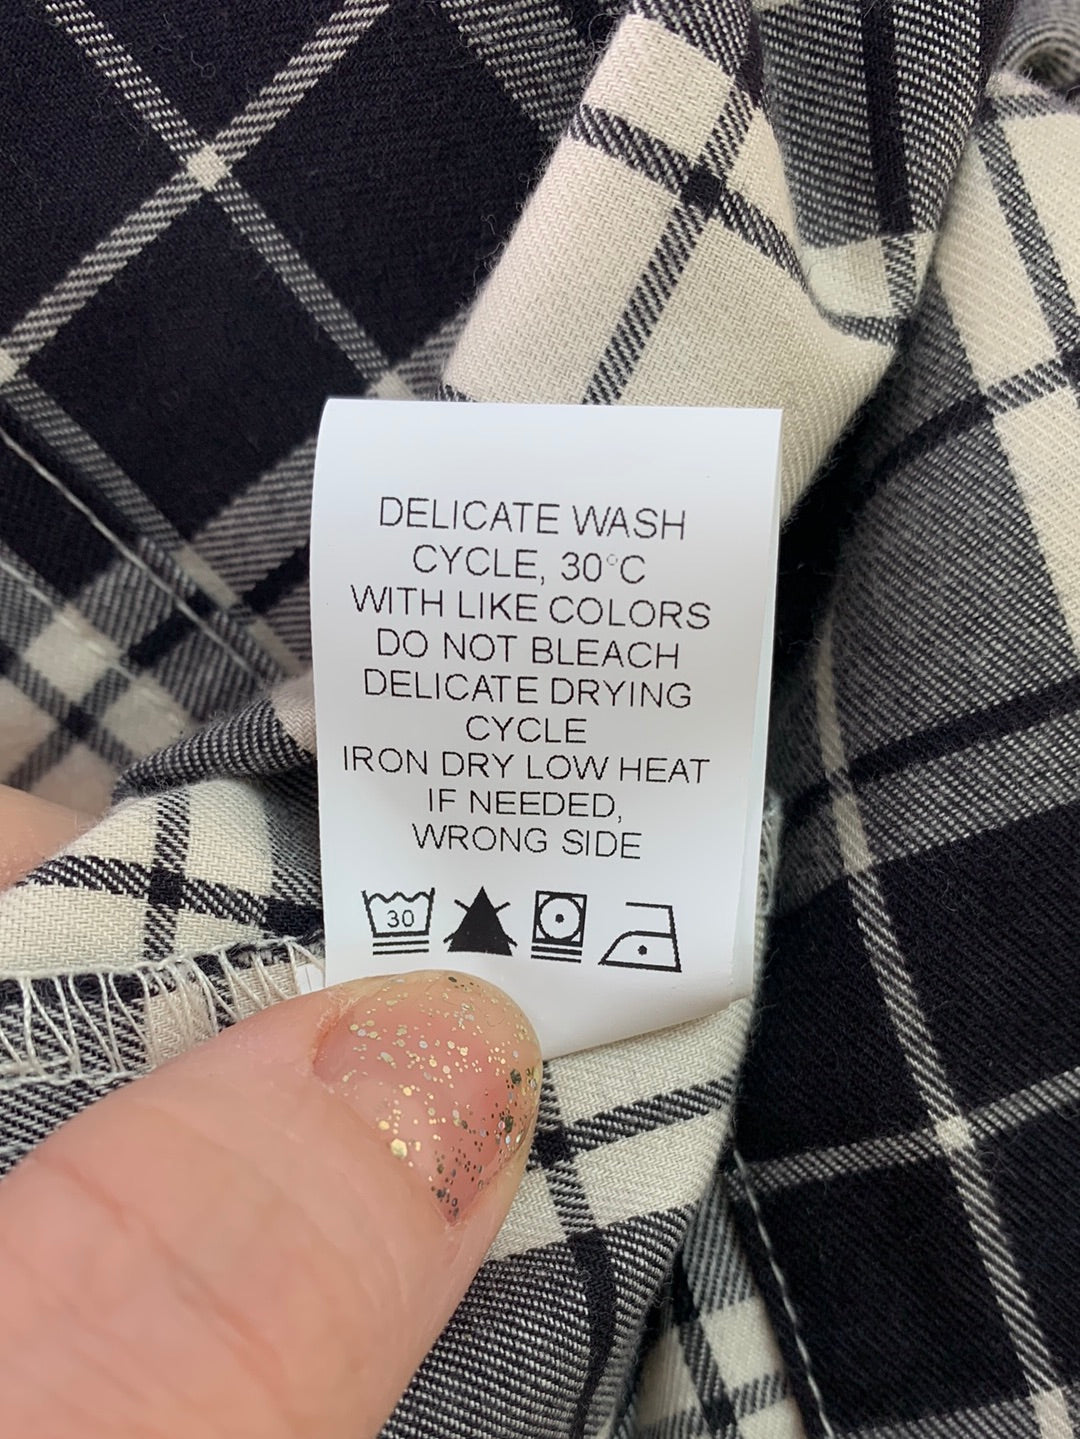 DELICATE WASH
CYCLE, 30°C
WITH LIKE COLORS
DO NOT BLEACH
DELICATE DRYING
CYCLE
IRON DRY LOW HEAT
IF NEEDED,
WRONG SIDE
30